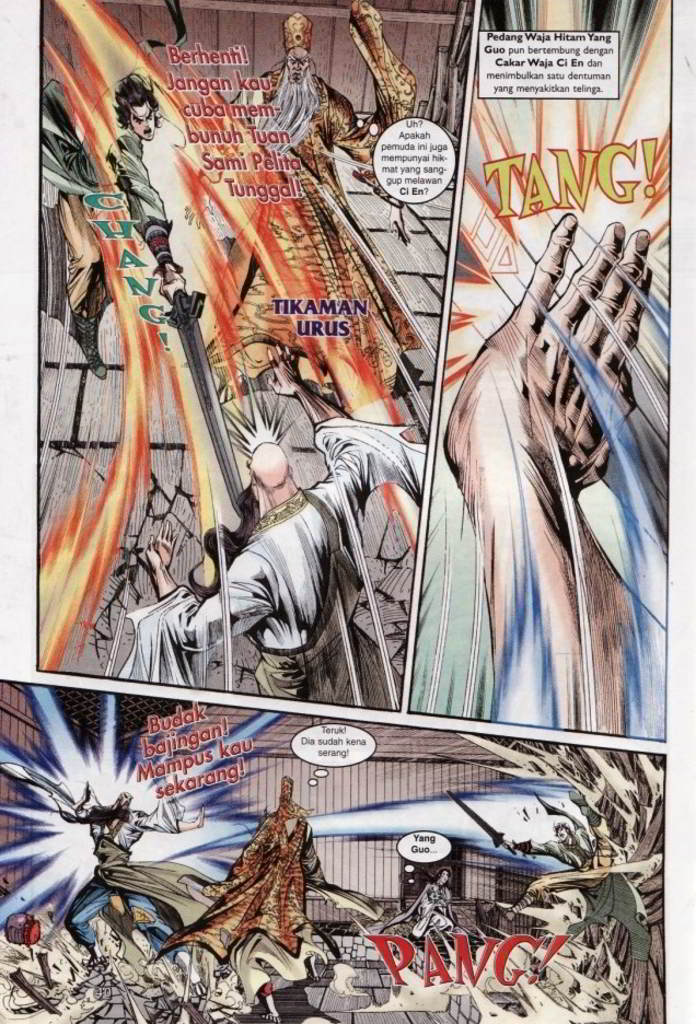 Berhenti!
Jangan kau
cuba mem-
bunuh Tuan
Sami Pelita
Tunggal!
Uh?
Apakah
pemuda ini juga
mempunyai hik-
mat yang sang-
gup melawan
Ci En?
CHANG!
TIKAMAN
URUS
Pedang Waja Hitam Yang
Guo pun bertembung dengan
Cakar Waja Ci En dan
menimbulkan satu dentuman
yang menyakitkan telinga.
TANG!
Budak
bajingan!
Mampus kau
sekarang!
Teruk!
Dia sudah kena
serang!
Yang
Guo...
PANG!